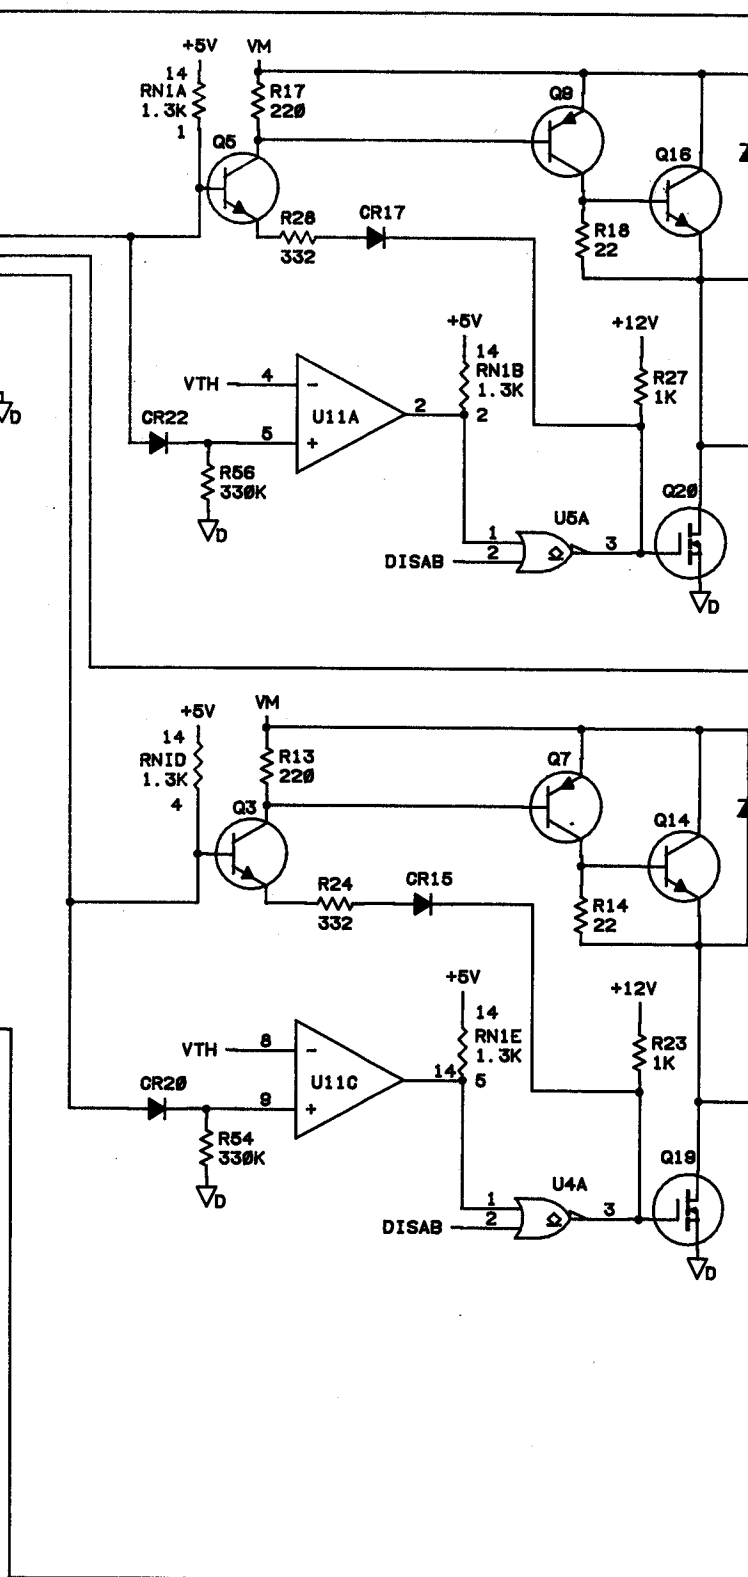 +5V VM
14
RN1A
1.3K
1
R17
220
Q5
Q9
Q16
R28
332
CR17
R18
22
+5V
14
RN1B
1.3K
2
+12V
R27
1K
VTH 4
-
U11A
2
CR22
5
+
R56
330K
D
D
Q20
U5A
1
DISAB 2
3
D
+5V
VM
14
RNID
1.3K
4
R13
220
Q3
Q7
Q14
R24
332
CR15
R14
22
+5V
14
RN1E
1.3K
5
+12V
R23
1K
VTH 8
-
U11C
14
CR20
9
+
R54
330K
D
Q19
U4A
1
DISAB 2
3
D